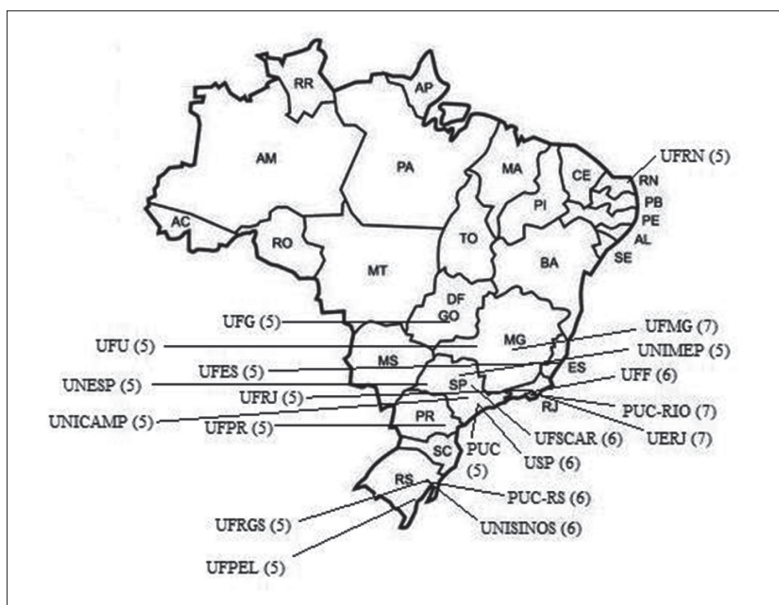 RR
AP
UFRN (5)
AM
PA
MA
CE
RN
PI
PB
PE
AC
TO
AL
RO
SE
MT
BA
DF
UFG (5)
GO
UFMG (7)
UFU (5)
MG
UNIMEP (5)
MS
UFES (5)
ES
UFF (6)
UNESP (5)
SP
UFRJ (5)
RJ
PUC-RIO (7)
UNICAMP (5)
PR
UFPR (5)
PUC
(5)
UFSCAR (6)
UERJ (7)
SC
USP (6)
RS
PUC-RS (6)
UFRGS (5)
UNISINOS (6)
UFPEL (5)